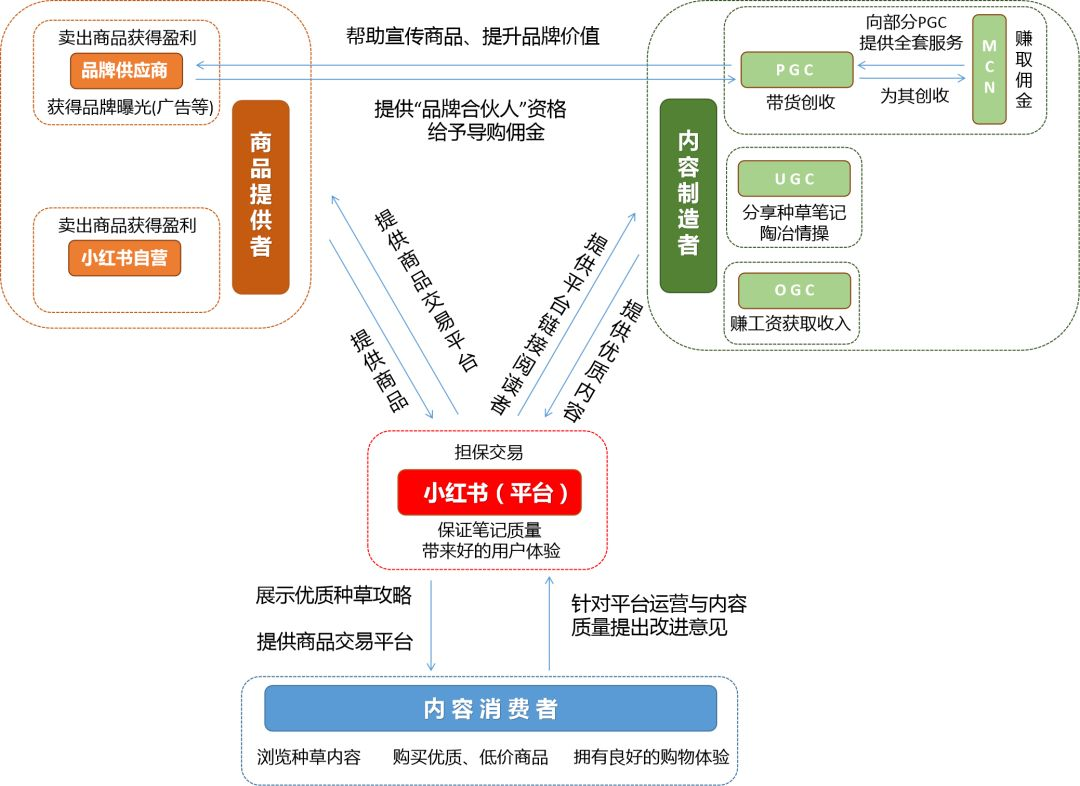 卖出商品获得盈利
品牌供应商
获得品牌曝光(广告等)
商品提供者
卖出商品获得盈利
小红书自营
帮助宣传商品、提升品牌价值
提供“品牌合伙人”资格
给予导购佣金
内容制造者
PGC
带货创收
向部分PGC
提供全套服务
为其创收
MCN
赚取佣金
UGC
分享种草笔记
陶冶情操
OGC
赚工资获取收入
提供商品
提供商品交易平台
提供平台链接阅读者
提供优质内容
担保交易
小红书（平台）
保证笔记质量
带来好的用户体验
展示优质种草攻略
提供商品交易平台
针对平台运营与内容
质量提出改进意见
内容消费者
浏览种草内容
购买优质、低价商品
拥有良好的购物体验